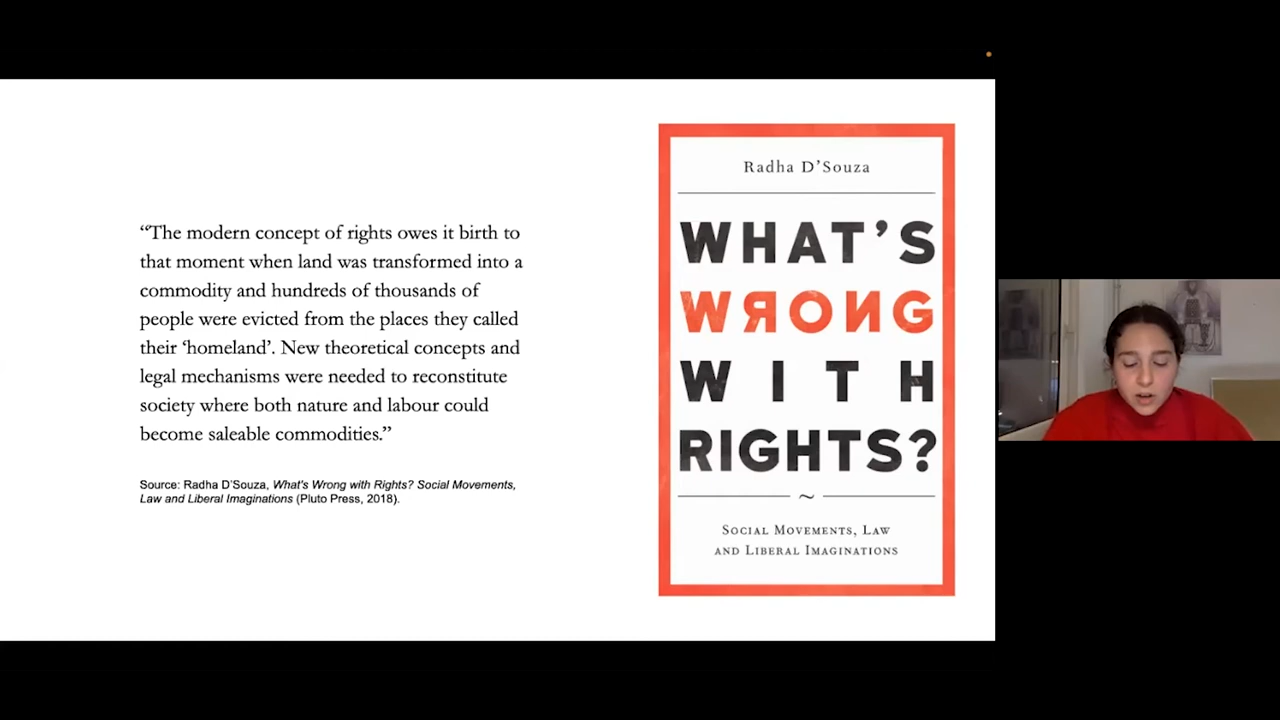 “The modern concept of rights owes it birth to
that moment when land was transformed into a
commodity and hundreds of thousands of
people were evicted from the places they called
their ‘homeland’. New theoretical concepts and
legal mechanisms were needed to reconstitute
society where both nature and labour could
become saleable commodities.”
Source: Radha D’Souza, What’s Wrong with Rights? Social Movements,
Law and Liberal Imaginations (Pluto Press, 2018).
Radha D’Souza
WHAT’S
WЯOИG
WITH
RIGHTS?
~
SOCIAL MOVEMENTS, LAW
AND LIBERAL IMAGINATIONS